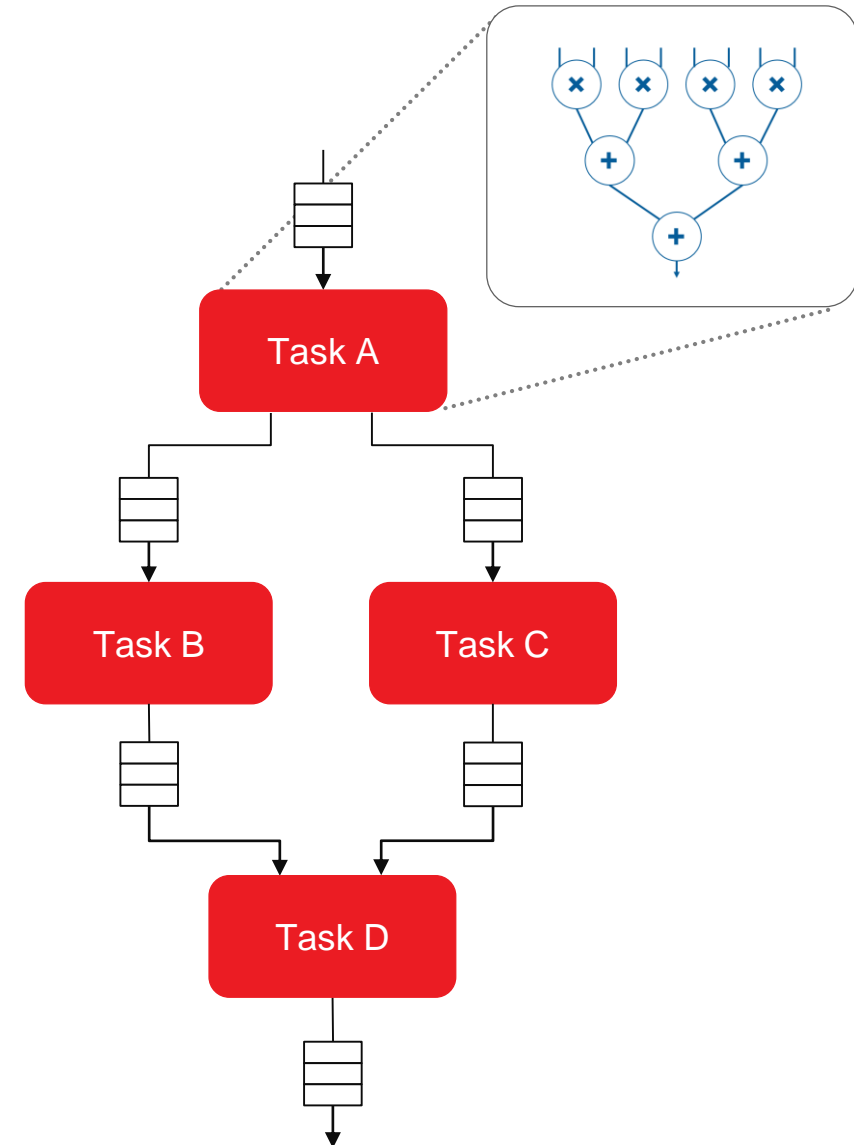 × × × ×
+ +
+
Task A
Task B Task C
Task D